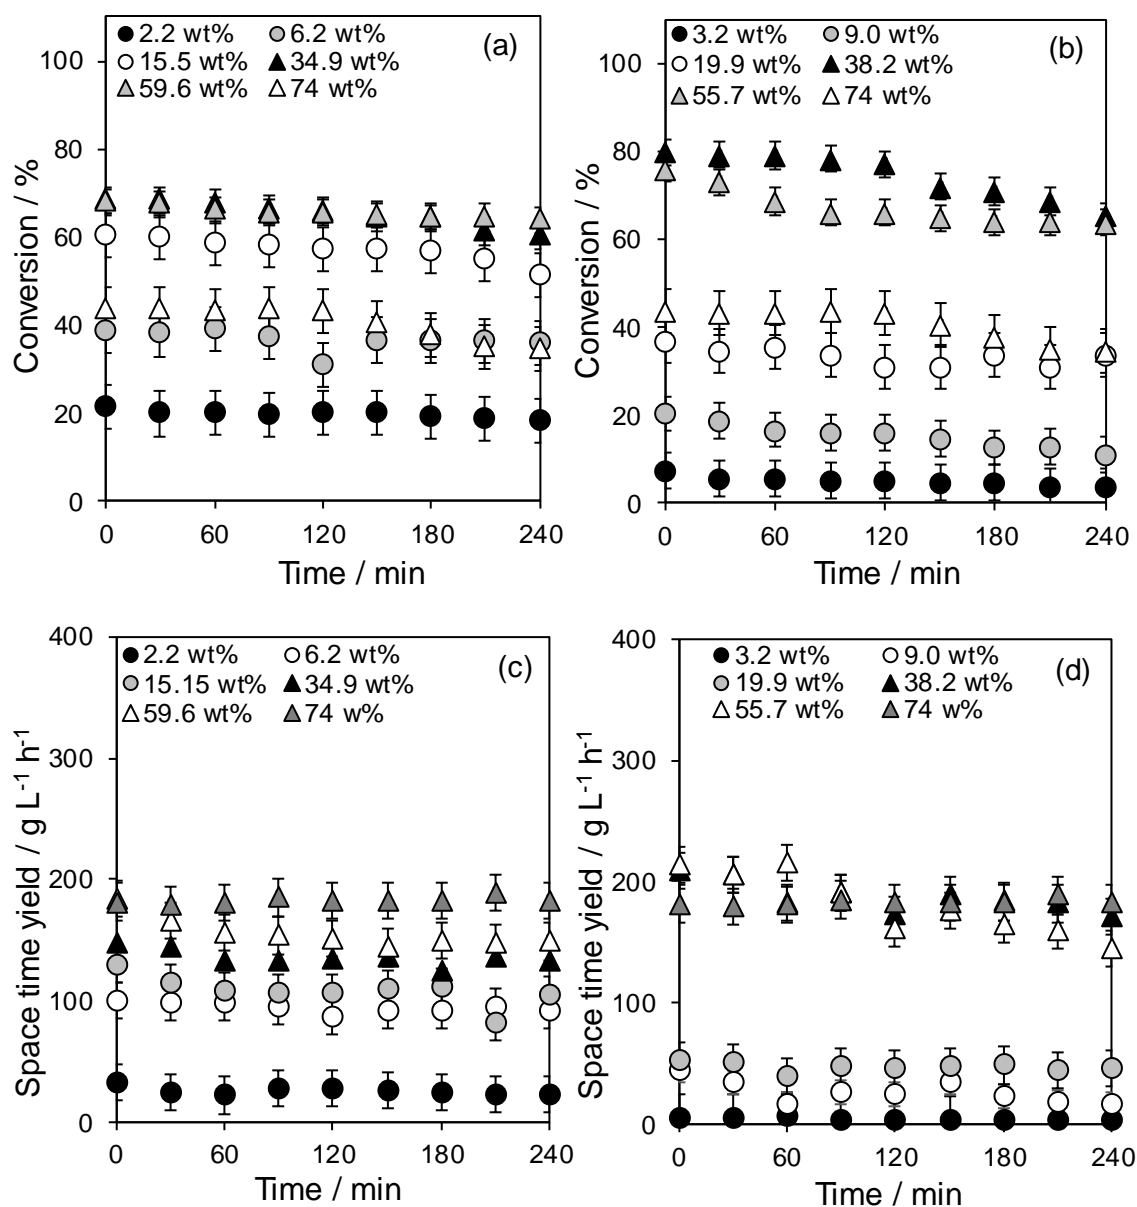 2.2 wt% 6.2 wt% (a)
15.5 wt% 34.9 wt%
59.6 wt% 74 wt%
100
80
60
40
20
0
Conversion / %
0 60 120 180 240
Time / min
3.2 wt% 9.0 wt% (b)
19.9 wt% 38.2 wt%
55.7 wt% 74 wt%
100
80
60
40
20
0
Conversion / %
0 60 120 180 240
Time / min
400
2.2 wt% 6.2 wt% (c)
15.15 wt% 34.9 wt%
59.6 wt% 74 w%
300
200
100
0
Space time yield / g L-1 h-1
0 60 120 180 240
Time / min
400
3.2 wt% 9.0 wt% (d)
19.9 wt% 38.2 wt%
55.7 wt% 74 w%
300
200
100
0
Space time yield / g L-1 h-1
0 60 120 180 240
Time / min